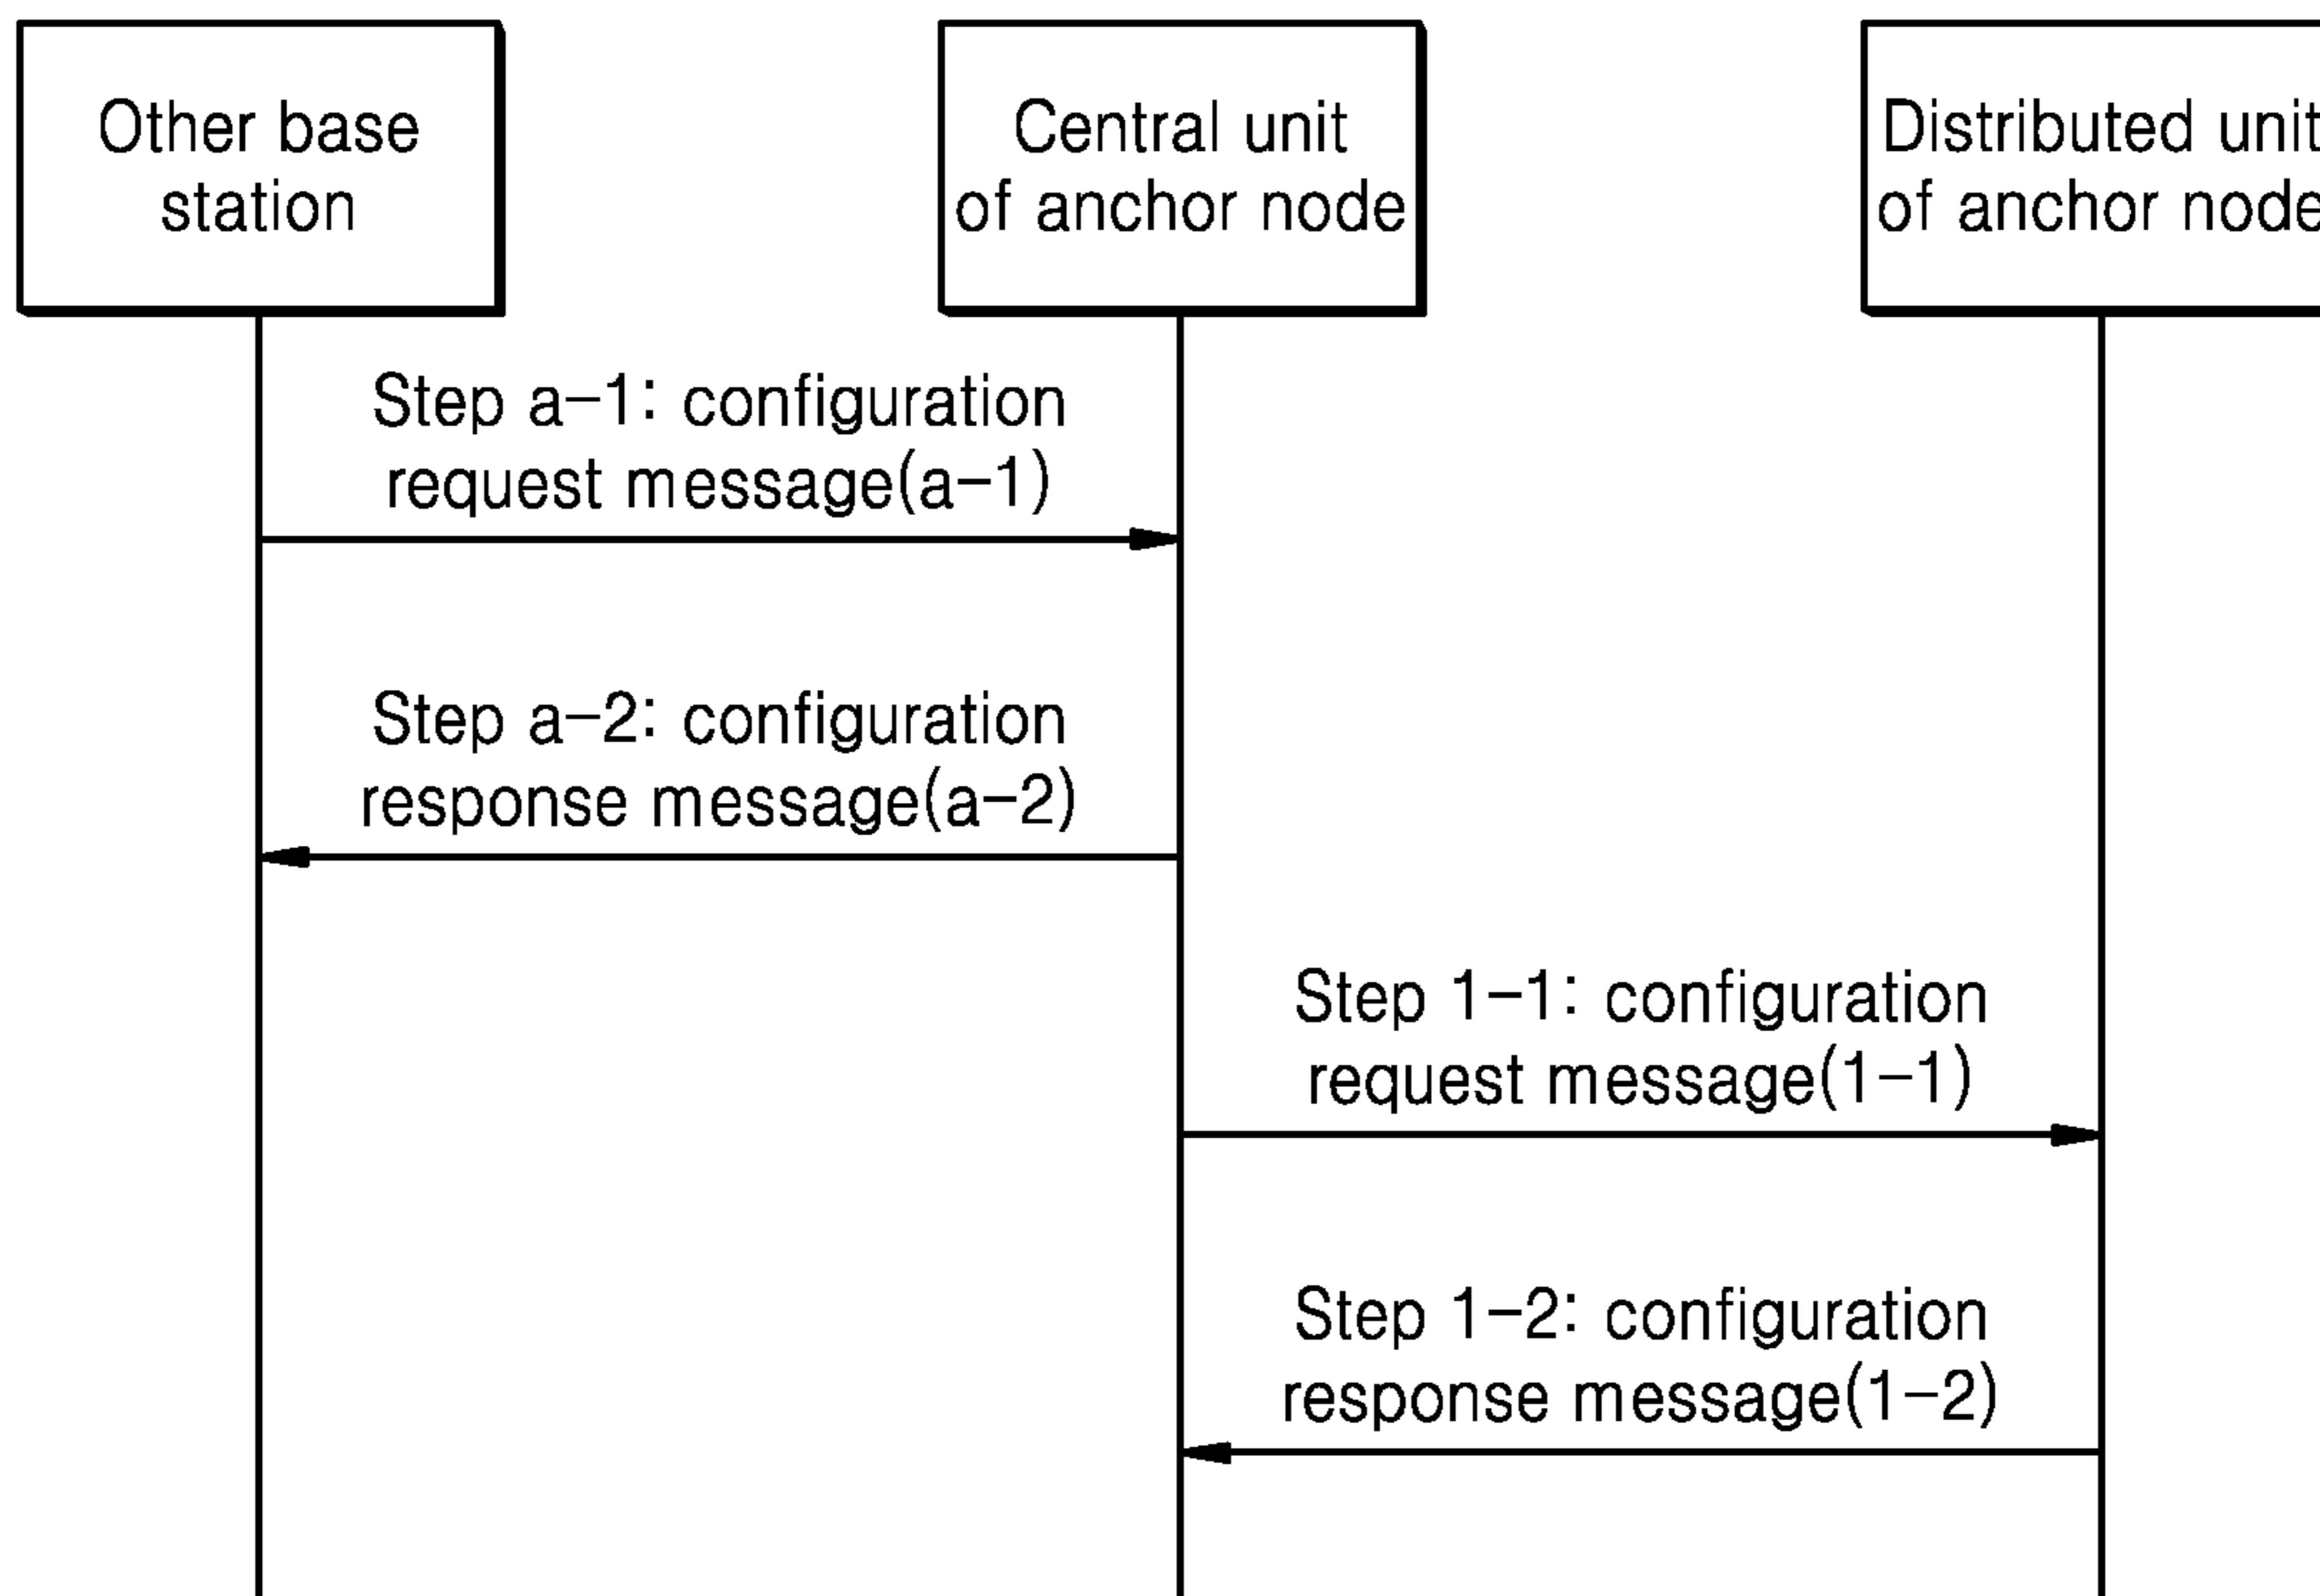 Other base
station
Central unit
of anchor node
Distributed unit
of anchor node
Step a-1: configuration
request message(a-1)
Step a-2: configuration
response message(a-2)
Step 1-1: configuration
request message(1-1)
Step 1-2: configuration
response message(1-2)